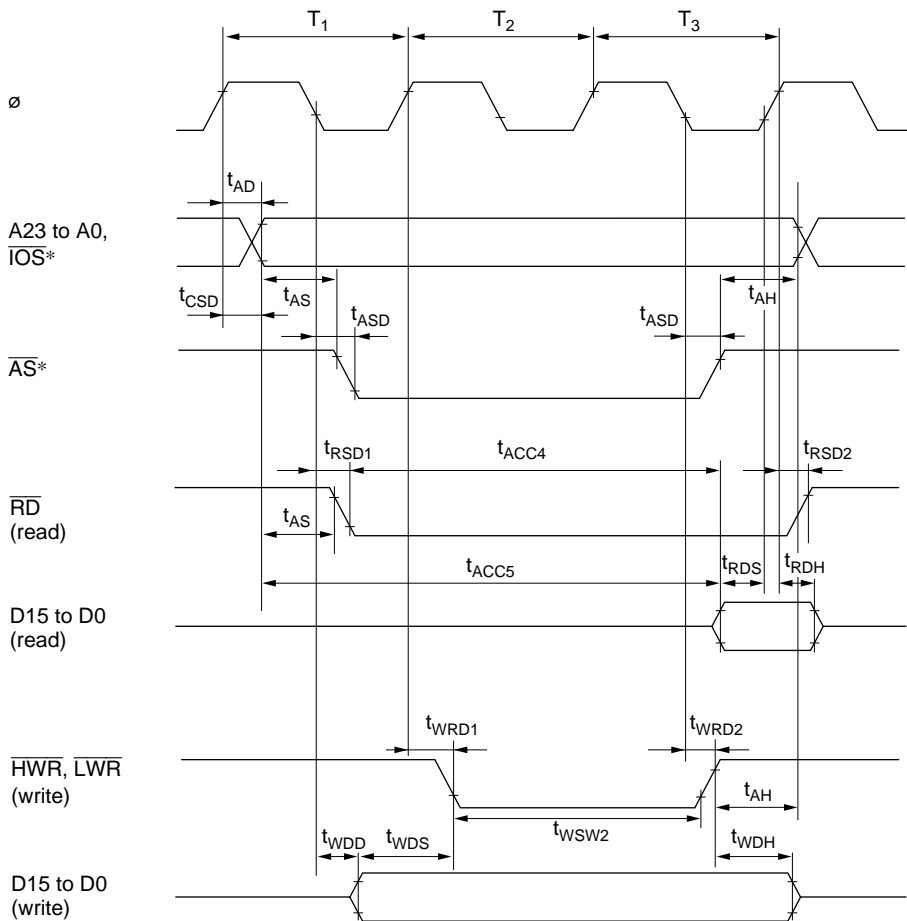 T1 T2 T3
ø
tAD
A23 to A0,
IOS*
tCSD tAS tASD tASD tAH
AS*
tRSD1 tACC4 tRSD2
RD
(read)
tAS
tACC5 tRDS tRDH
D15 to D0
(read)
tWRD1 tWRD2
HWR, LWR
(write)
tAH
tWSW2
tWDD tWDS tWDH
D15 to D0
(write)